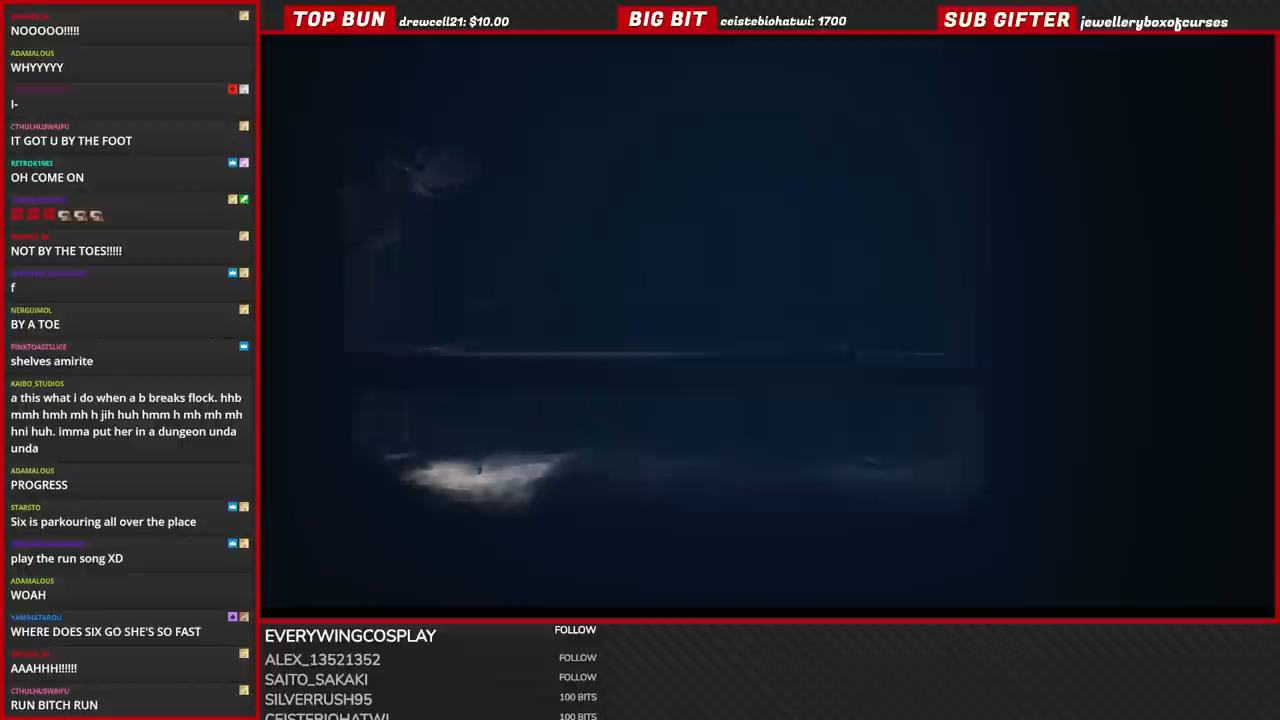 TOP BUN drewcell21: $10.00
BIG BIT ceistebiohatwi: 1700
SUB GIFTER jewelleryboxofcurses
NOOOOO!!!!!
ADAMALOUS
WHYYYYY
I-
CTHULHUSWAIFU
IT GOT U BY THE FOOT
RETROK1983
OH COME ON
NOT BY THE TOES!!!!!
f
NERGUIMOL
BY A TOE
PINKTOASTSLICE
shelves amirite
KAIBO_STUDIOS
a this what i do when a b breaks flock. hhb
mmh hmh mh h jih huh hmm h mh mh mh
hni huh. imma put her in a dungeon unda
unda
ADAMALOUS
PROGRESS
STARSTO
Six is parkouring all over the place
play the run song XD
ADAMALOUS
WOAH
WHERE DOES SIX GO SHE'S SO FAST
AAAHHH!!!!!!
CTHULHUSWAIFU
RUN BITCH RUN
EVERYWINGCOSPLAY FOLLOW
ALEX_13521352 FOLLOW
SAITO_SAKAKI FOLLOW
SILVERRUSH95 100 BITS
CEISTEBIOHATWI 100 BITS